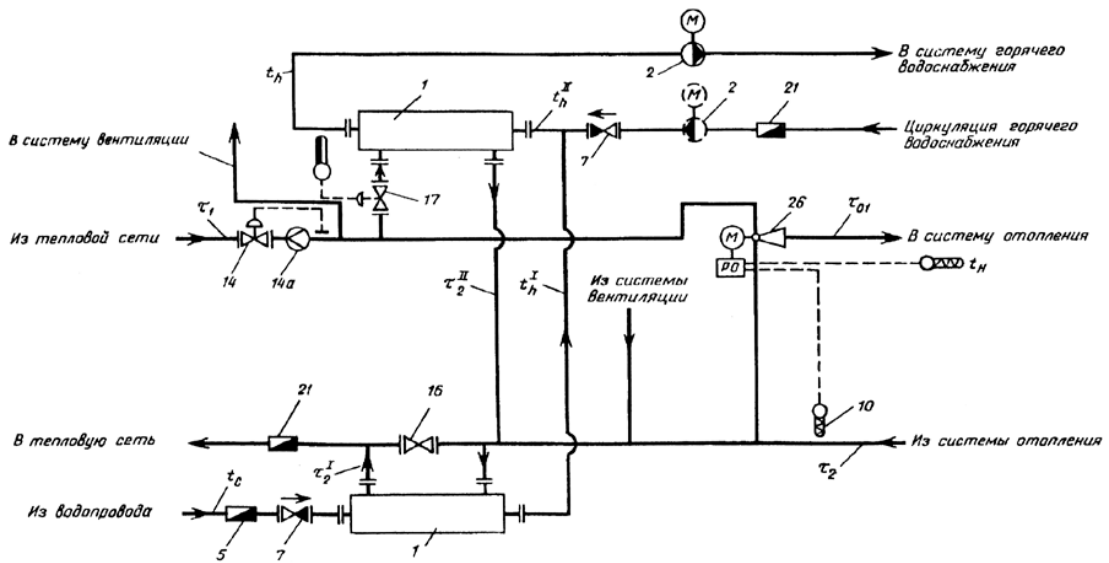 M
В систему горячего
водоснабжения
2
t_h
1
t_h^II
(M)
2
21
Циркуляция горячего
водоснабжения
7
В систему вентиляции
17
26
τ_1
τ_01
Из тепловой сети
M
В систему отопления
РО
t_н
14
14а
τ_2^II
t_h^I
Из системы
вентиляции
21
16
10
В тепловую сеть
Из системы отопления
τ_2^I
τ_2
t_c
Из водопровода
5
7
1